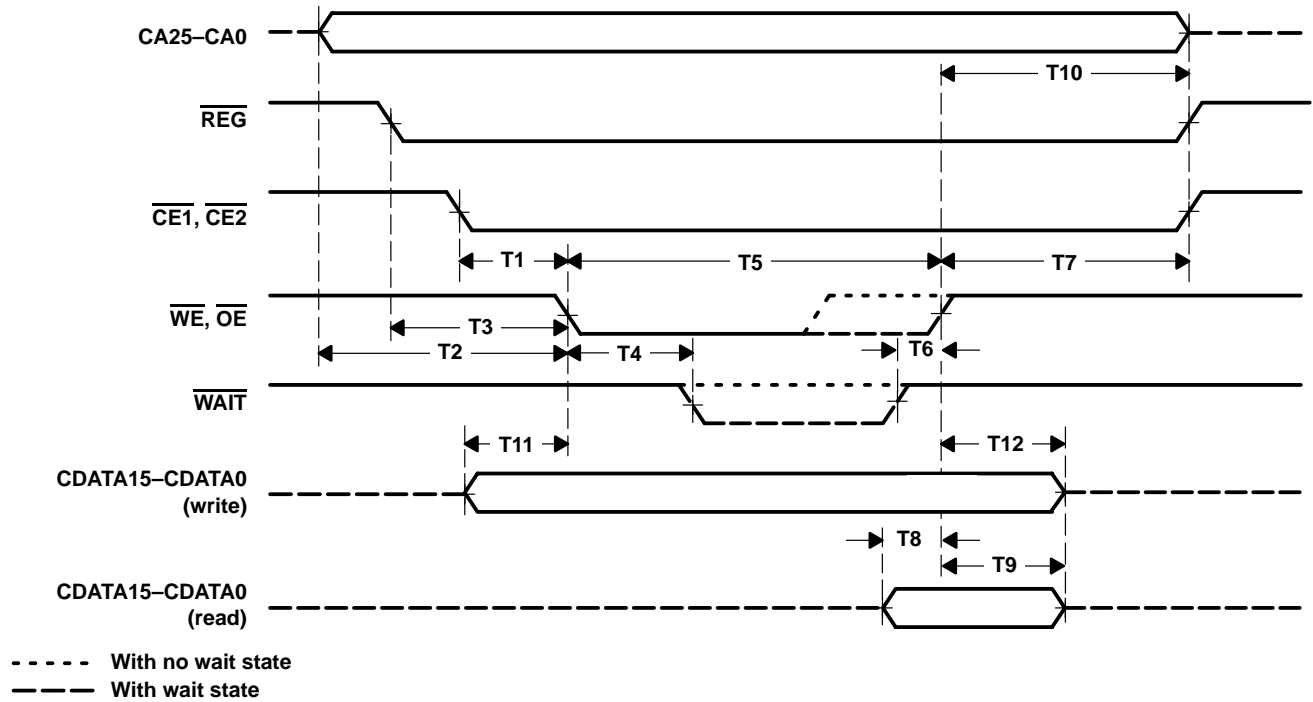 CA25–CA0
T10
REG
CE1, CE2
T1
T5
T7
WE, OE
T3
T2
T4
T6
WAIT
T11
T12
CDATA15–CDATA0
(write)
T8
T9
CDATA15–CDATA0
(read)
With no wait state
With wait state